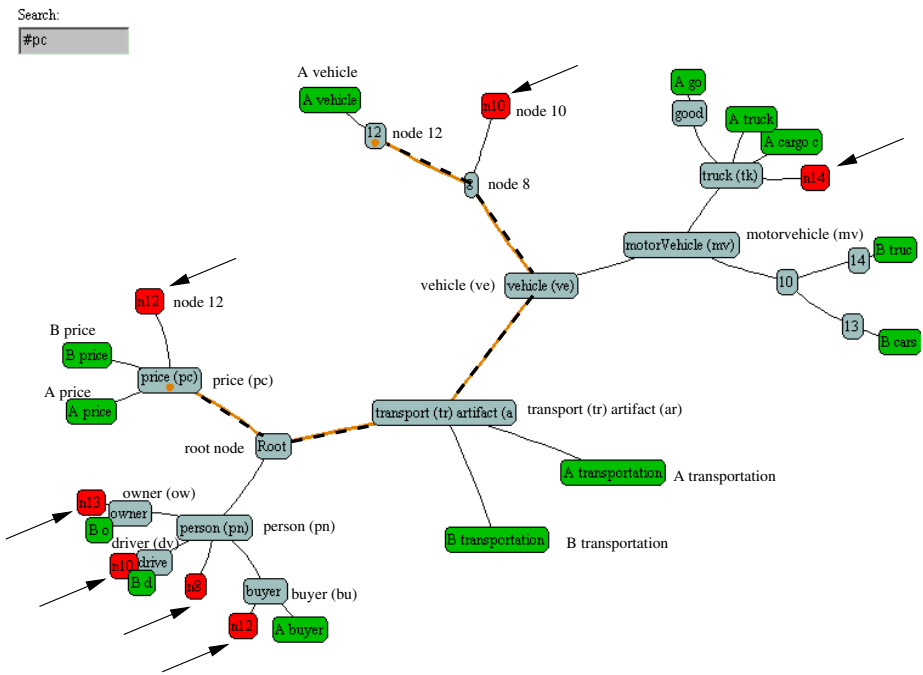 Search:
#pc
A vehicle
A vehicle
12
node 12
n10
node 10
8
node 8
A go
good
A truck
A cargo c
truck (tk)
n14
motorVehicle (mv)
motorvehicle (mv)
14
B truc
10
13
B cars
vehicle (ve)
vehicle (ve)
n12
node 12
B price
B price
price (pc)
price (pc)
A price
A price
transport (tr) artifact (a
transport (tr) artifact (ar)
root node
Root
A transportation
A transportation
B transportation
B transportation
owner (ow)
n13
owner
B o
person (pn)
person (pn)
driver (dv)
n10
drive
B d
n8
buyer
buyer (bu)
n12
A buyer